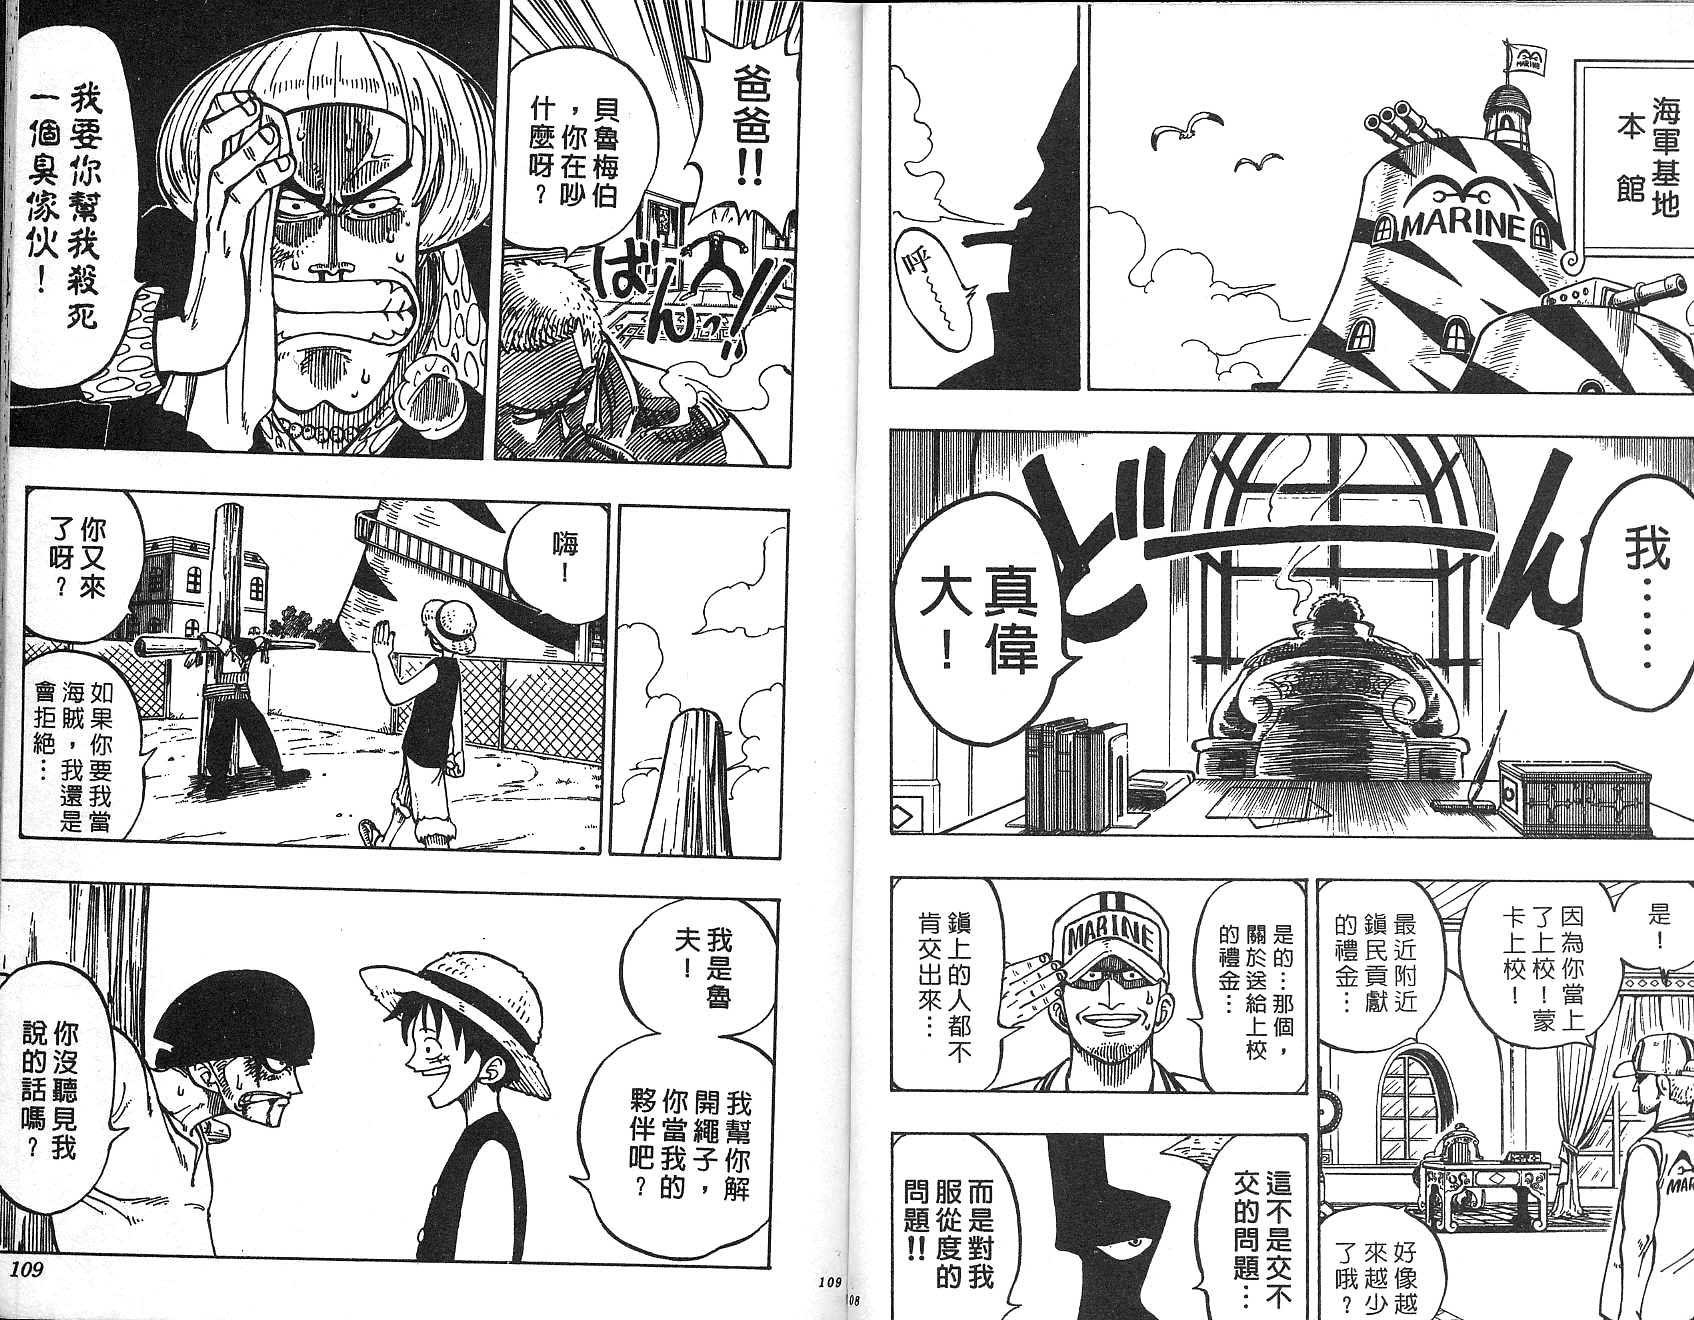 海軍基地
本館
MARINE
MARINE
呼~~~~
我……
真偉
大！
どん
是！
因為你當上
了上校！蒙
卡上校！
最近附近
鎮民貢獻
的禮金…
好像越
來越少
了哦？
MAR
是的…那個，
關於送給上校
的禮金…
MARINE
鎮上的人都不
肯交出來…
這不是交不
交的問題…
而是對我
服從度的
問題!!
108
爸爸!!
ばんっ!!
貝魯梅伯
，你在吵
什麼呀？
我要你幫我殺死
一個臭傢伙！
嗨！
你又來
了呀？
如果你要我當
海賊，我還是
會拒絕…
我是魯
夫！
我幫你解
開繩子，
你當我的
夥伴吧？
你沒聽見我
說的話嗎？
109
109